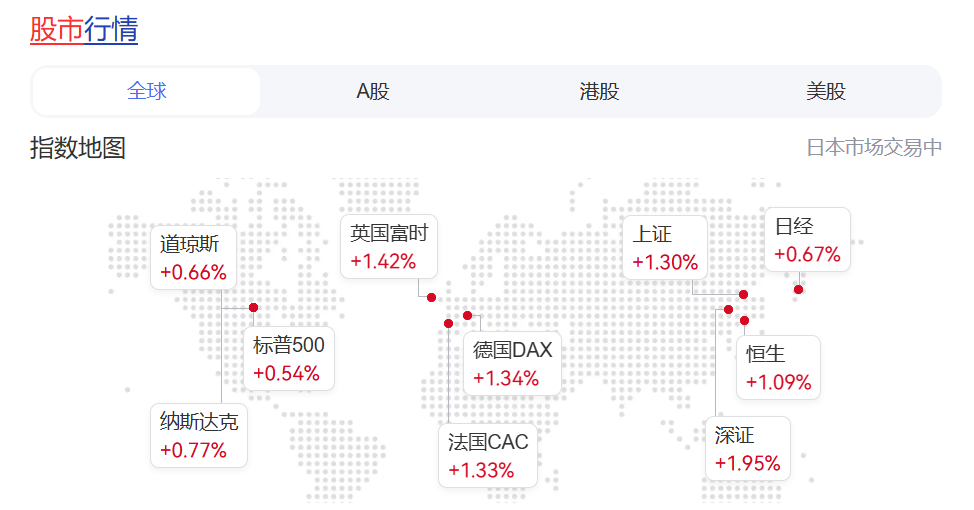 股市行情
全球
A股
港股
美股
指数地图
日本市场交易中
道琼斯
+0.66%
标普500
+0.54%
纳斯达克
+0.77%
英国富时
+1.42%
德国DAX
+1.34%
法国CAC
+1.33%
上证
+1.30%
日经
+0.67%
恒生
+1.09%
深证
+1.95%